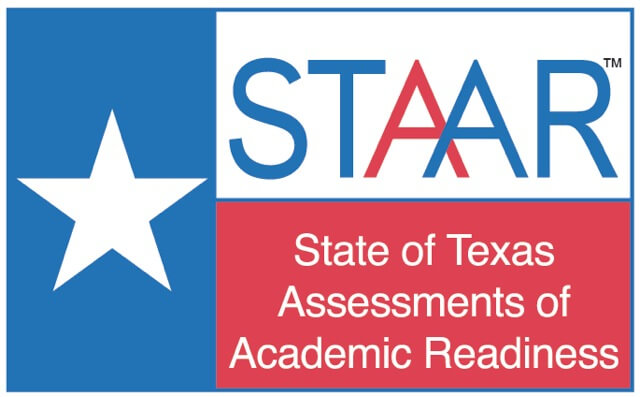 STAAR™
State of Texas
Assessments of
Academic Readiness